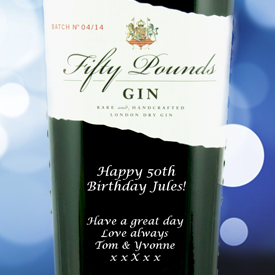 BATCH Nº 04/14
Fifty Pounds
GIN
RARE and HANDCRAFTED
LONDON DRY GIN
Happy 50th
Birthday Jules!
Have a great day
Love always
Tom & Yvonne
x x X x x